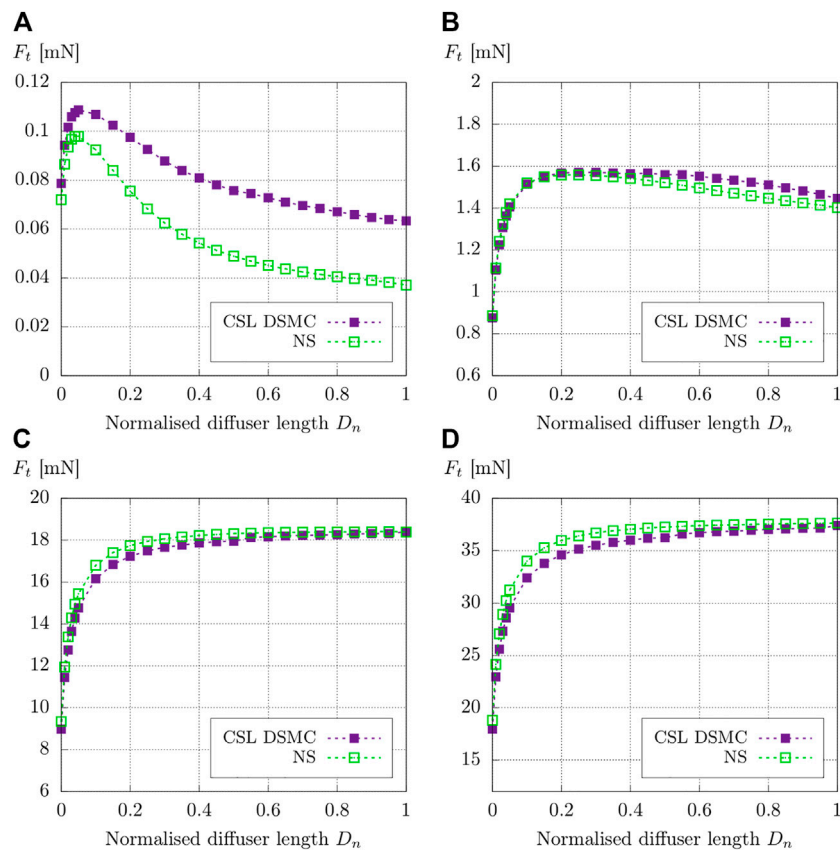 A
F_t [mN]
0.12
0.1
0.08
0.06
0.04
0.02
0
CSL DSMC
NS
0 0.2 0.4 0.6 0.8 1
Normalised diffuser length D_n
B
F_t [mN]
2
1.8
1.6
1.4
1.2
1
0.8
0.6
CSL DSMC
NS
0 0.2 0.4 0.6 0.8 1
Normalised diffuser length D_n
C
F_t [mN]
20
18
16
14
12
10
8
6
CSL DSMC
NS
0 0.2 0.4 0.6 0.8 1
Normalised diffuser length D_n
D
F_t [mN]
40
35
30
25
20
15
CSL DSMC
NS
0 0.2 0.4 0.6 0.8 1
Normalised diffuser length D_n